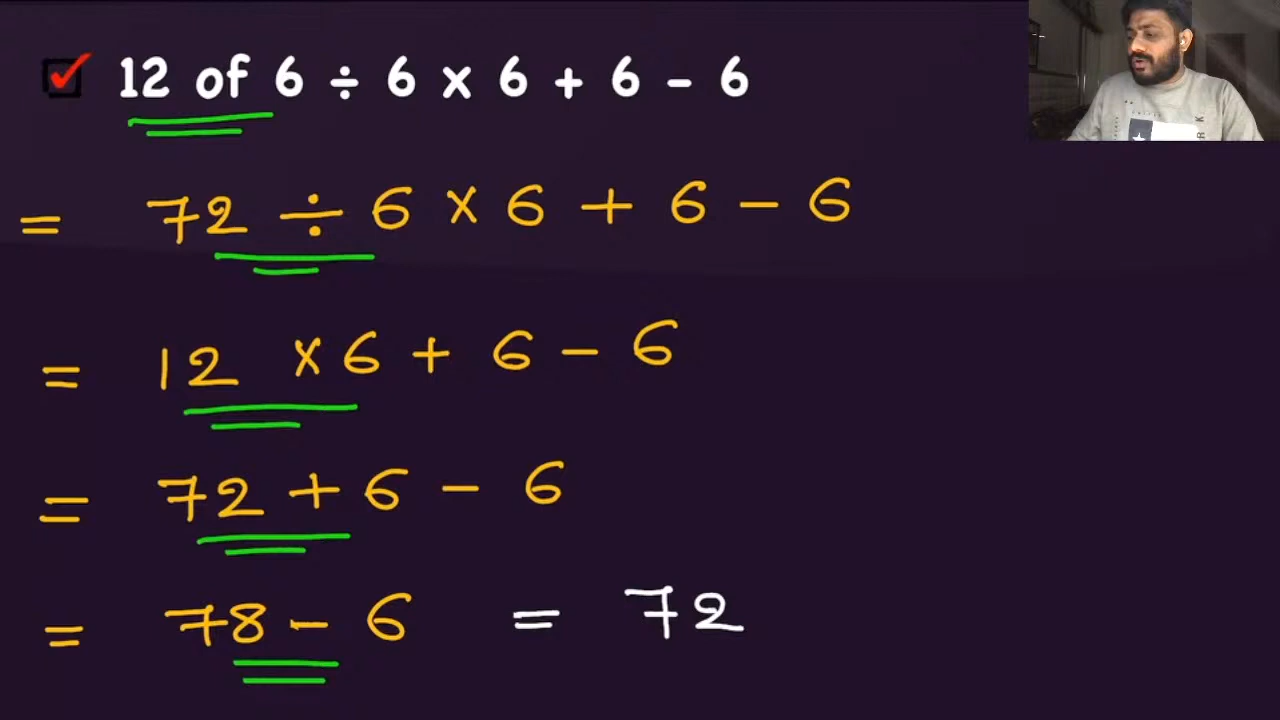 12 of 6 ÷ 6 x 6 + 6 - 6
= 72 ÷ 6 × 6 + 6 - 6
= 12 × 6 + 6 - 6
= 72 + 6 - 6
= 78 - 6 = 72